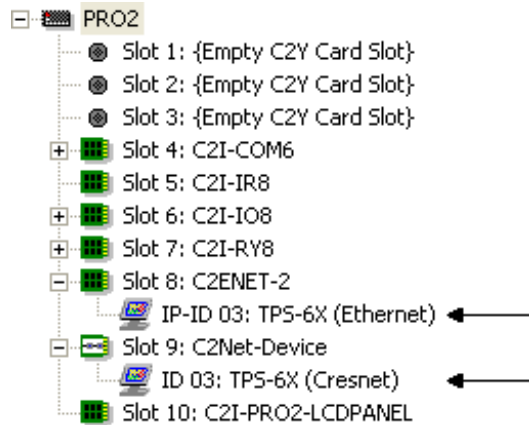 PRO2
Slot 1: {Empty C2Y Card Slot}
Slot 2: {Empty C2Y Card Slot}
Slot 3: {Empty C2Y Card Slot}
Slot 4: C2I-COM6
Slot 5: C2I-IR8
Slot 6: C2I-IO8
Slot 7: C2I-RY8
Slot 8: C2ENET-2
IP-ID 03: TPS-6X (Ethernet)
Slot 9: C2Net-Device
ID 03: TPS-6X (Cresnet)
Slot 10: C2I-PRO2-LCDPANEL